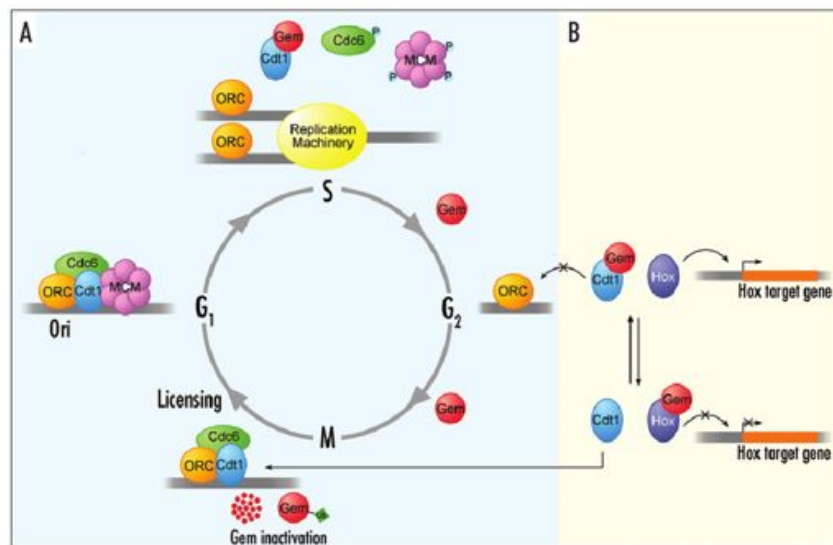 A
B
Gem
Cdt1
Cdc6
P
MCM
P
P
P
ORC
ORC
Replication
Machinery
S
Gem
Cdc6
ORC
Cdt1
MCM
Ori
G1
G2
ORC
Gem
Cdt1
Hox
Hox target gene
Licensing
Gem
M
Cdc6
ORC
Cdt1
Gem
Gem inactivation
Cdt1
Gem
Hox
Hox target gene